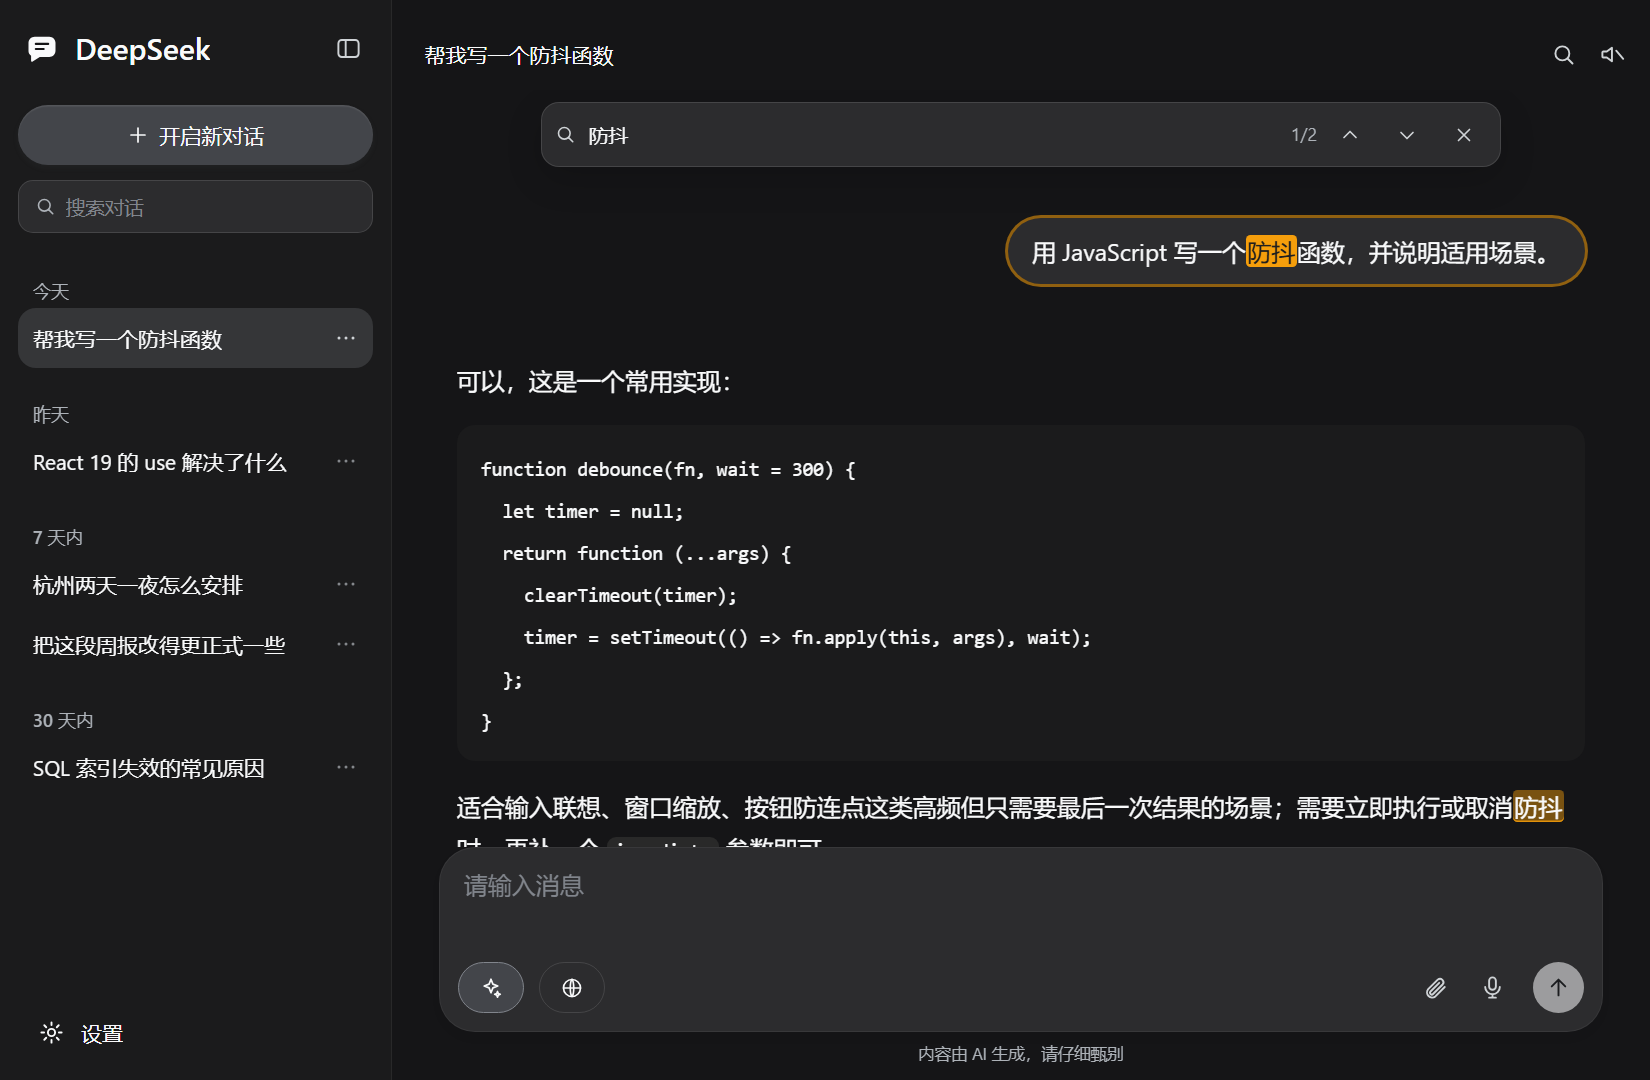 DeepSeek
开启新对话
搜索对话
今天
帮我写一个防抖函数
昨天
React 19 的 use 解决了什么
7 天内
杭州两天一夜怎么安排
把这段周报改得更正式一些
30 天内
SQL 索引失效的常见原因
设置
帮我写一个防抖函数
防抖
1/2
用 JavaScript 写一个防抖函数，并说明适用场景。
可以，这是一个常用实现：
function debounce(fn, wait = 300) {
  let timer = null;
  return function (...args) {
    clearTimeout(timer);
    timer = setTimeout(() => fn.apply(this, args), wait);
  };
}
适合输入联想、窗口缩放、按钮防连点这类高频但只需要最后一次结果的场景；需要立即执行或取消防抖
请输入消息
内容由 AI 生成，请仔细甄别